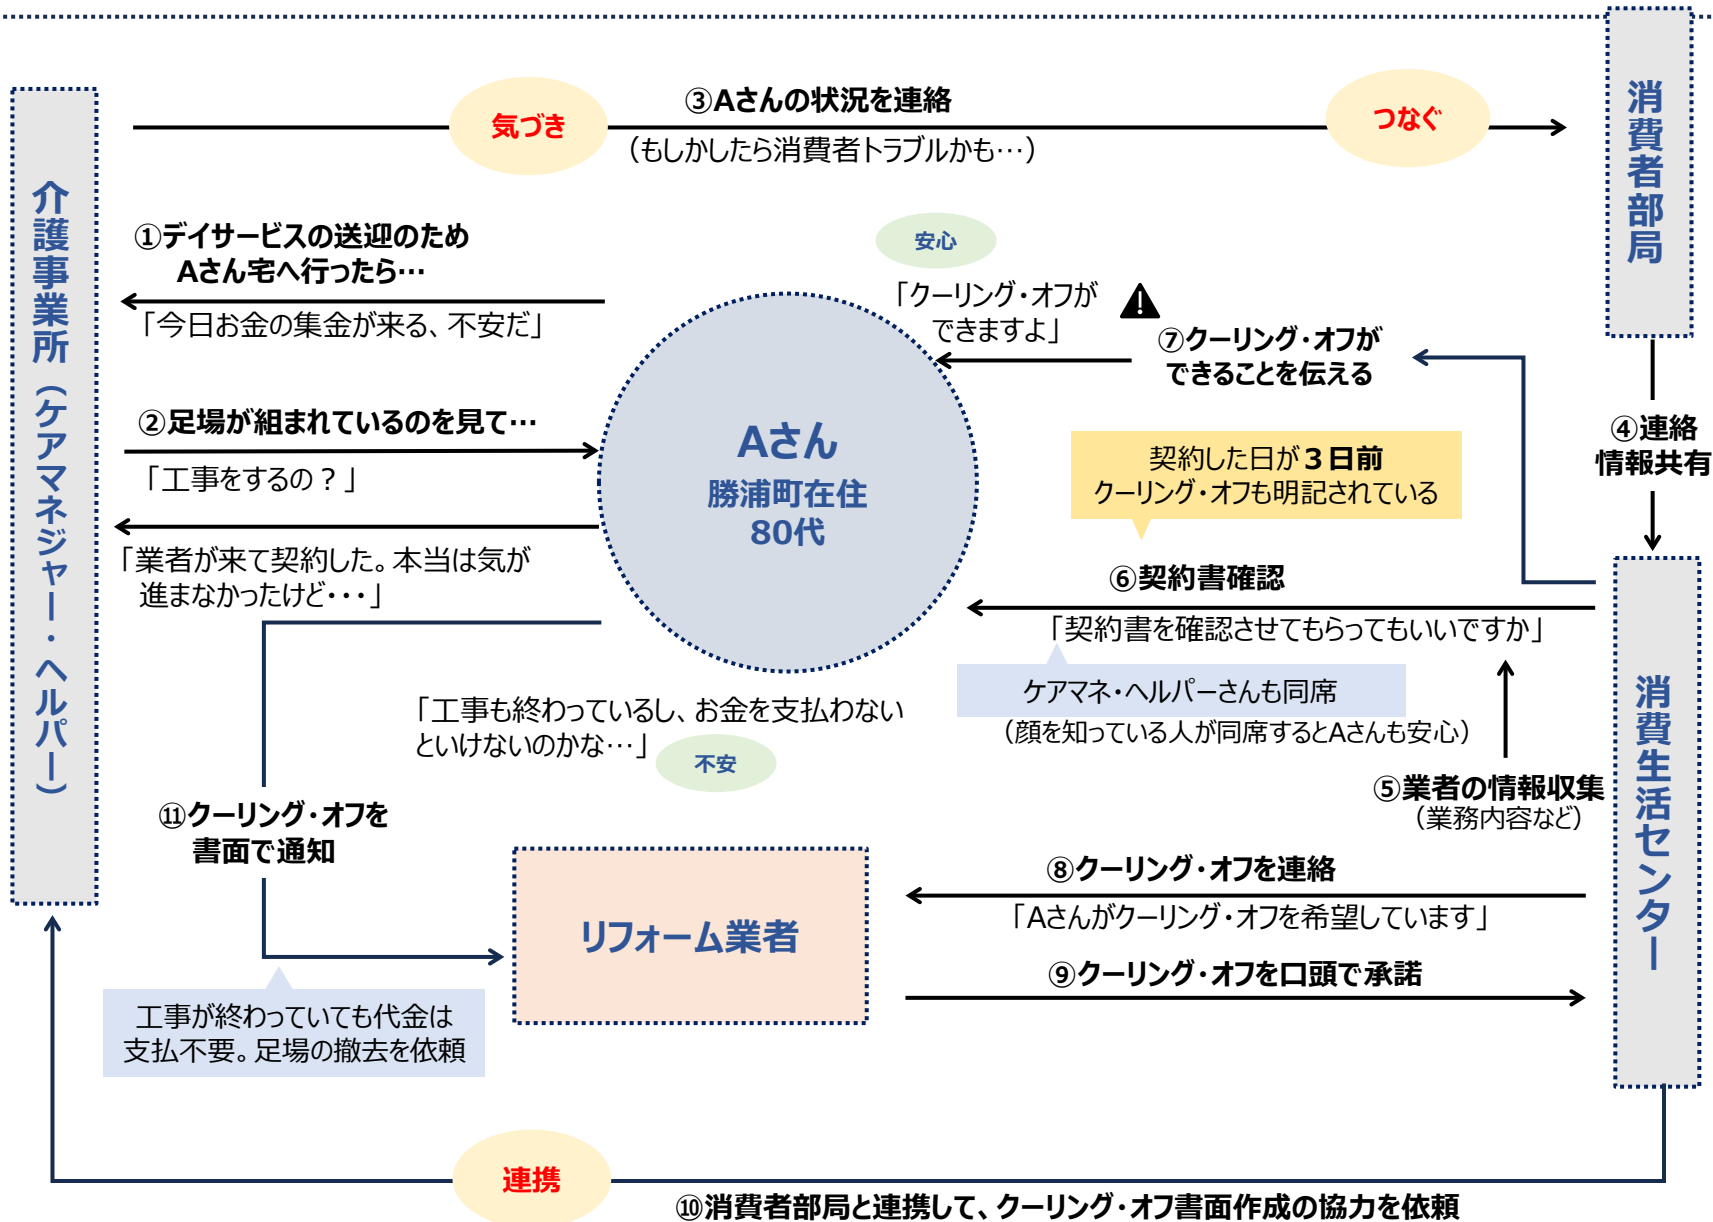 消費者部局
③Aさんの状況を連絡
気づき
つなぐ
（もしかしたら消費者トラブルかも…）
介護事業所（ケアマネジャー・ヘルパー）
①デイサービスの送迎のため
Aさん宅へ行ったら…
「今日お金の集金が来る、不安だ」
②足場が組まれているのを見て…
「工事をするの？」
「業者が来て契約した。本当は気が
進まなかったけど・・・」
Aさん
勝浦町在住
80代
安心
「クーリング・オフが
できますよ」
⑦クーリング・オフが
できることを伝える
④連絡
情報共有
契約した日が３日前
クーリング・オフも明記されている
⑥契約書確認
「契約書を確認させてもらってもいいですか」
ケアマネ・ヘルパーさんも同席
（顔を知っている人が同席するとAさんも安心）
⑤業者の情報収集
（業務内容など）
消費生活センター
「工事も終わっているし、お金を支払わない
といけないのかな…」
不安
⑪クーリング・オフを
書面で通知
リフォーム業者
⑧クーリング・オフを連絡
「Aさんがクーリング・オフを希望しています」
⑨クーリング・オフを口頭で承諾
工事が終わっていても代金は
支払不要。足場の撤去を依頼
連携
⑩消費者部局と連携して、クーリング・オフ書面作成の協力を依頼